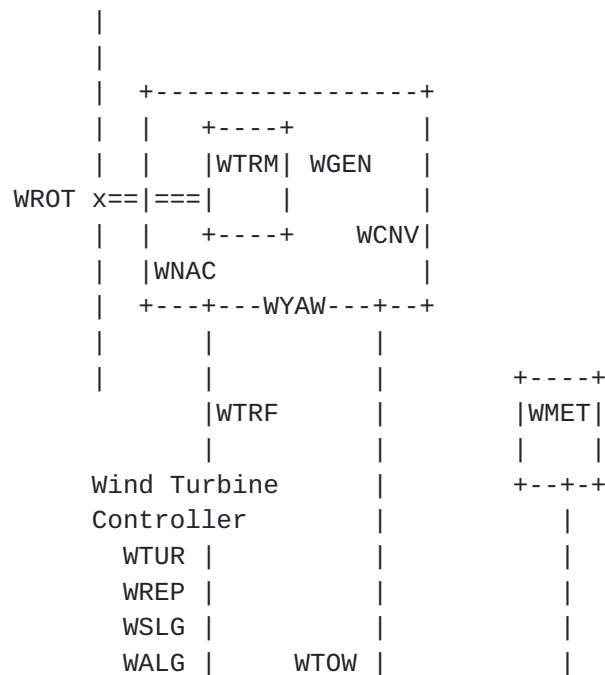 WTRM WGEN
WROT x==
===
WCNV
WNAC
WYAW
WTRF WMET
Wind Turbine
Controller
WTUR
WREP
WSLG
WALG WTOW